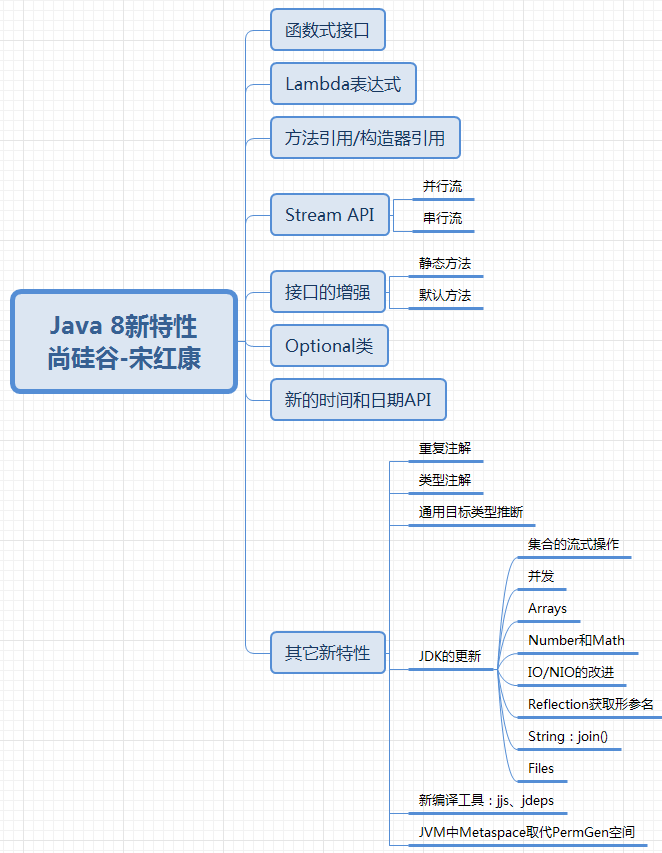 函数式接口
Lambda表达式
方法引用/构造器引用
Stream API
并行流
串行流
接口的增强
静态方法
默认方法
Java 8新特性
尚硅谷-宋红康
Optional类
新的时间和日期API
其它新特性
重复注解
类型注解
通用目标类型推断
JDK的更新
集合的流式操作
并发
Arrays
Number和Math
IO/NIO的改进
Reflection获取形参名
String：join()
Files
新编译工具：jjs、jdeps
JVM中Metaspace取代PermGen空间